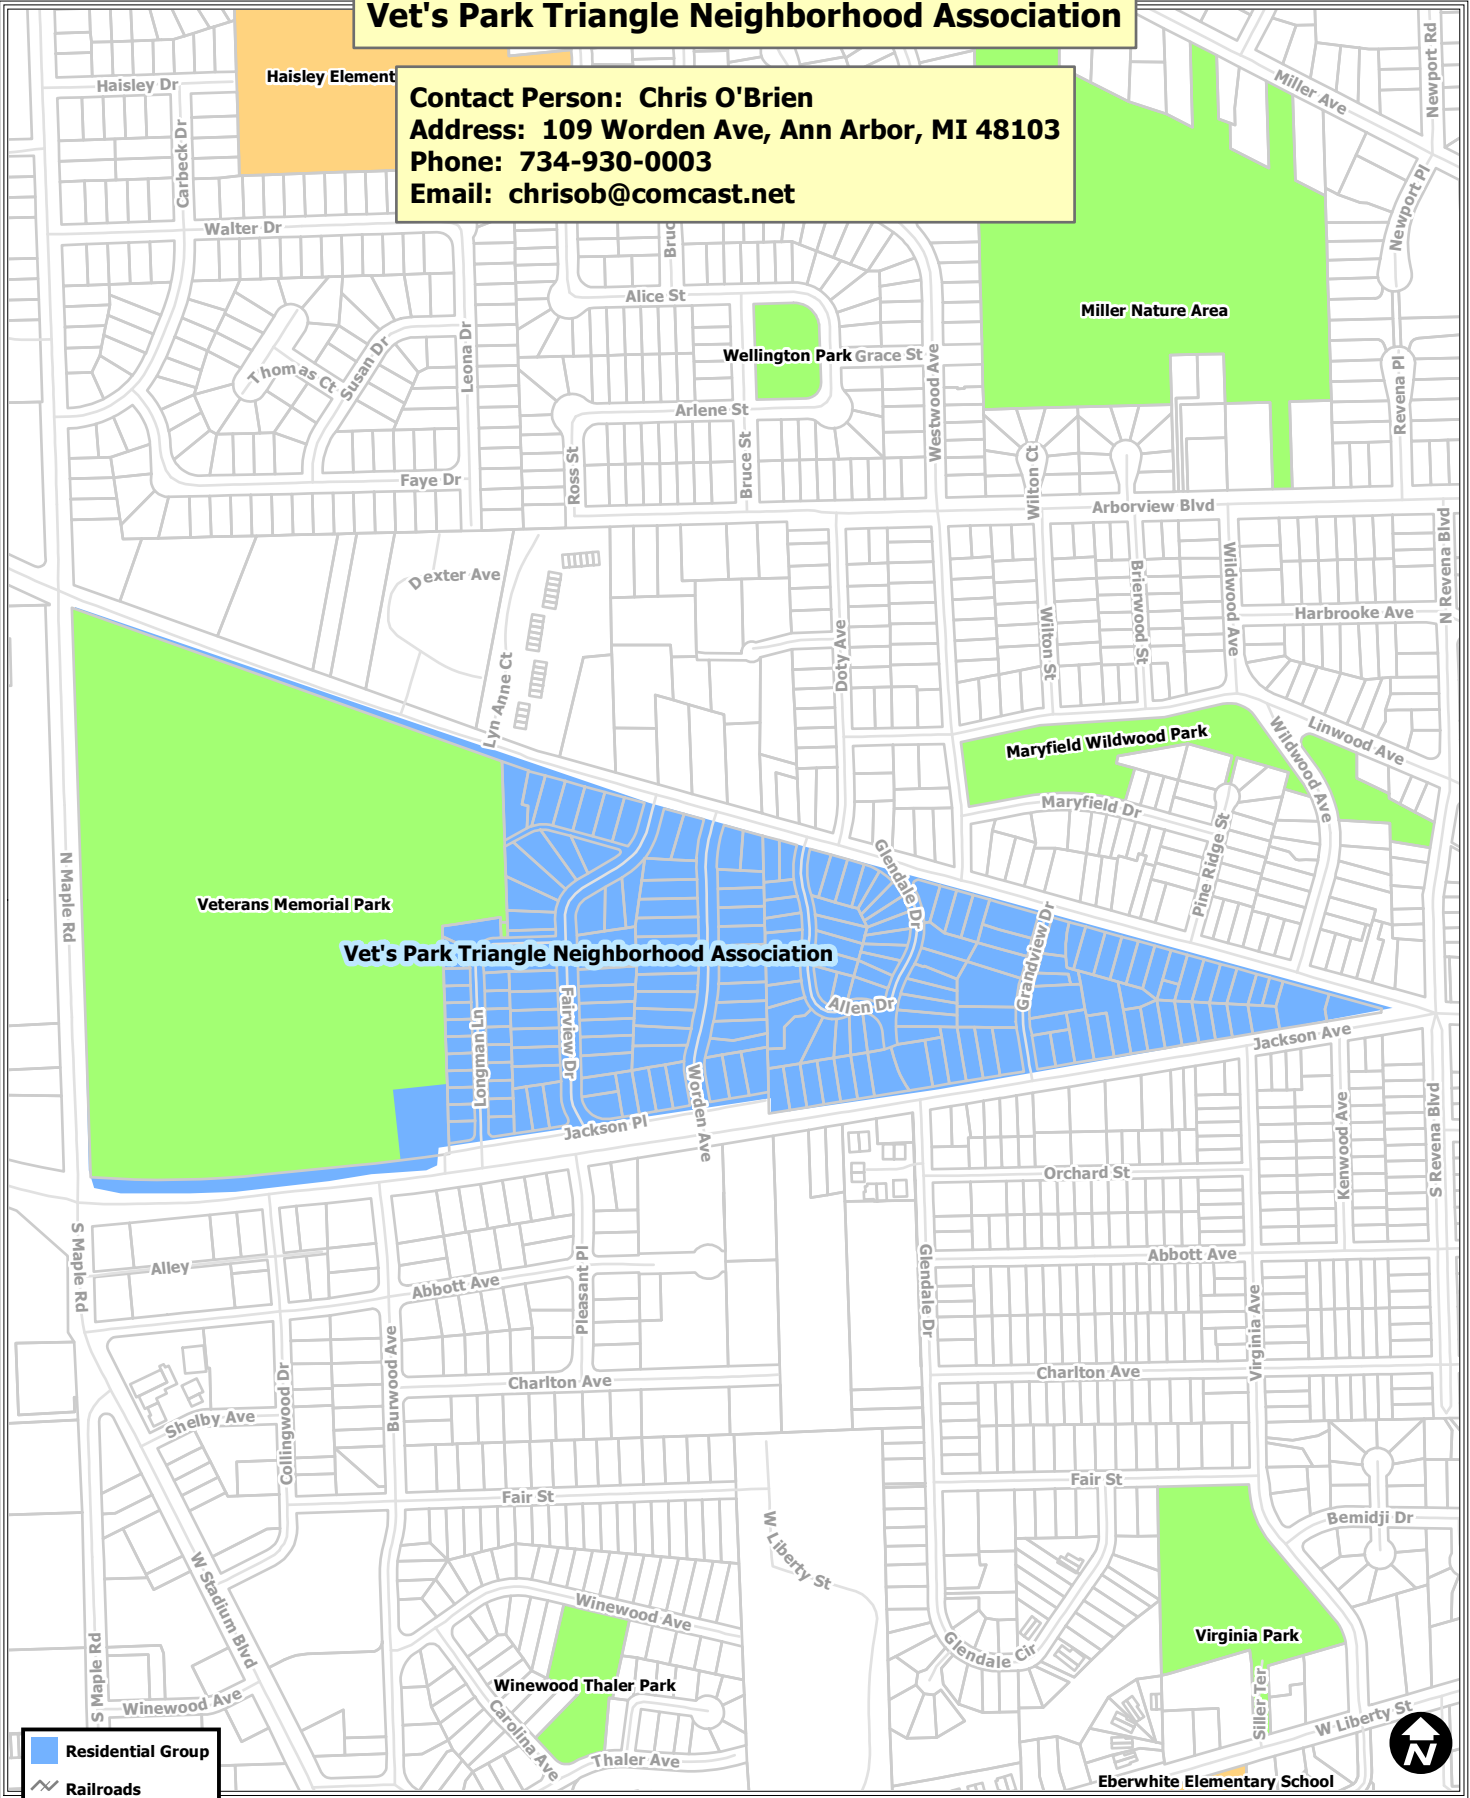 Vet's Park Triangle Neighborhood Association
Contact Person: Chris O'Brien
Address: 109 Worden Ave, Ann Arbor, MI 48103
Phone: 734-930-0003
Email: chrisob@comcast.net
Haisley Element
Haisley Dr
Carbeck Dr
Walter Dr
Miller Ave
Newport Rd
Newport Pl
Bruc
Alice St
Miller Nature Area
Wellington Park
Grace St
Thomas Ct
Susan Dr
Leona Dr
Westwood Ave
Revena Pl
Arlene St
Ross St
Bruce St
Faye Dr
Wilton Ct
Arborview Blvd
N Revena Blvd
Dexter Ave
Brierwood St
Wildwood Ave
Harbrooke Ave
Wilton St
Doty Ave
Lyn Anne Ct
Maryfield Wildwood Park
Wildwood Ave
Linwood Ave
Maryfield Dr
Pine Ridge St
Glendale Dr
N Maple Rd
Veterans Memorial Park
Vet's Park Triangle Neighborhood Association
Grandview Dr
Allen Dr
Longman Ln
Fairview Dr
Worden Ave
Jackson Ave
Jackson Pl
Kenwood Ave
S Revena Blvd
Orchard St
S Maple Rd
Alley
Abbott Ave
Pleasant Pl
Abbott Ave
Glendale Dr
Virginia Ave
Burwood Ave
Collingwood Dr
Charlton Ave
Charlton Ave
Shelby Ave
Fair St
Fair St
W Liberty St
Bemidji Dr
W Stadium Blvd
Winewood Ave
Glendale Cir
Virginia Park
S Maple Rd
Winewood Ave
Winewood Thaler Park
Carolina Ave
Thaler Ave
Siller Ter
W Liberty St
Residential Group
Railroads
N
Eberwhite Elementary School